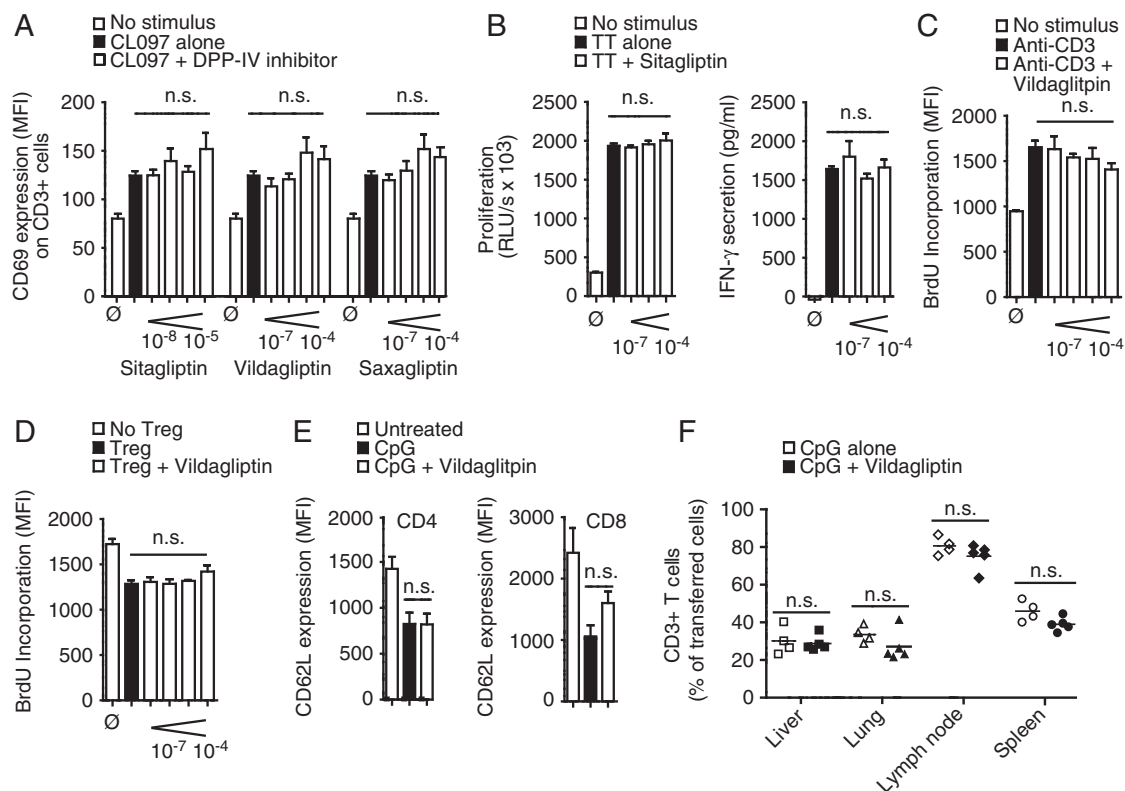 A
No stimulus
CL097 alone
CL097 + DPP-IV inhibitor
CD69 expression (MFI)
on CD3+ cells
200
150
100
50
0
n.s.
n.s.
n.s.
Ø
Ø
Ø
10-8 10-5
10-7 10-4
10-7 10-4
Sitagliptin
Vildagliptin
Saxagliptin
B
No stimulus
TT alone
TT + Sitagliptin
Proliferation
(RLU/s x 103)
2500
2000
1500
1000
500
0
n.s.
Ø
10-7 10-4
IFN-γ secretion (pg/ml)
2500
2000
1500
1000
500
0
n.s.
Ø
10-7 10-4
C
No stimulus
Anti-CD3
Anti-CD3 +
Vildaglitpin
BrdU Incorporation (MFI)
2000
1500
1000
500
0
n.s.
Ø
10-7 10-4
D
No Treg
Treg
Treg + Vildagliptin
BrdU Incorporation (MFI)
2000
1500
1000
500
0
n.s.
Ø
10-7 10-4
E
Untreated
CpG
CpG + Vildaglitpin
CD62L expression (MFI)
2000
1500
1000
500
0
CD4
n.s.
CD62L expression (MFI)
3000
2000
1000
0
CD8
n.s.
F
CpG alone
CpG + Vildagliptin
CD3+ T cells
(% of transferred cells)
100
80
60
40
20
0
n.s.
n.s.
n.s.
n.s.
Liver
Lung
Lymph node
Spleen